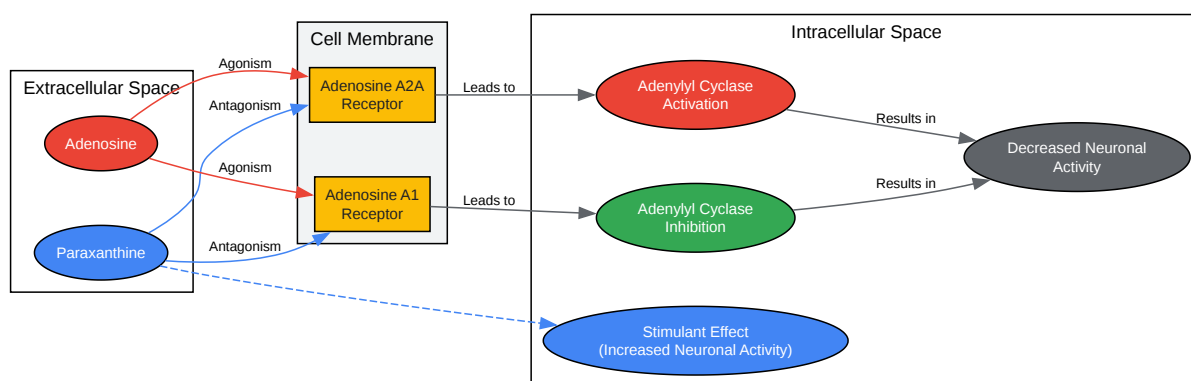 Extracellular Space
Adenosine
Paraxanthine
Agonism
Antagonism
Agonism
Antagonism
Cell Membrane
Adenosine A2A
Receptor
Adenosine A1
Receptor
Leads to
Leads to
Intracellular Space
Adenylyl Cyclase
Activation
Adenylyl Cyclase
Inhibition
Stimulant Effect
(Increased Neuronal Activity)
Results in
Results in
Decreased Neuronal
Activity